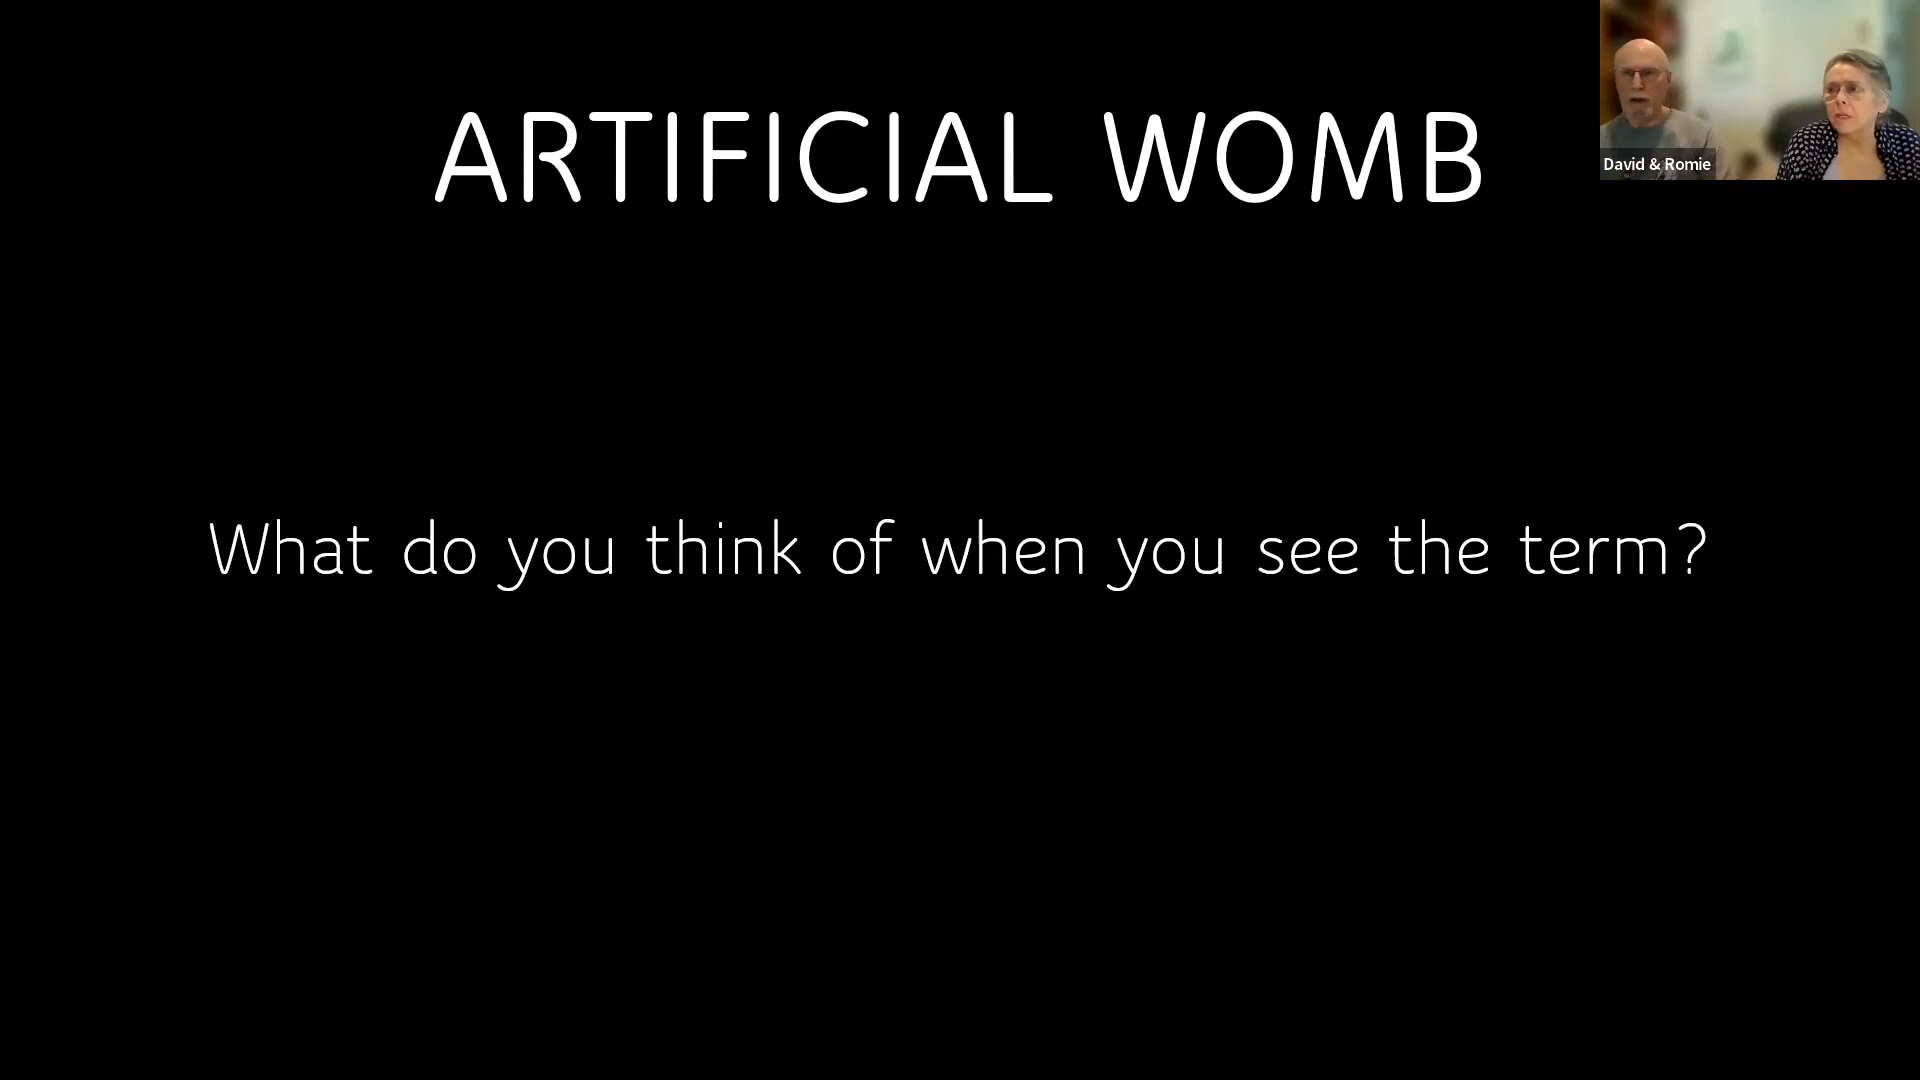 ARTIFICIAL WOMB
David & Romie
What do you think of when you see the term?